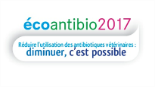 écoantibio2017
Réduire l'utilisation des antibiotiques vétérinaires :
diminuer, c'est possible